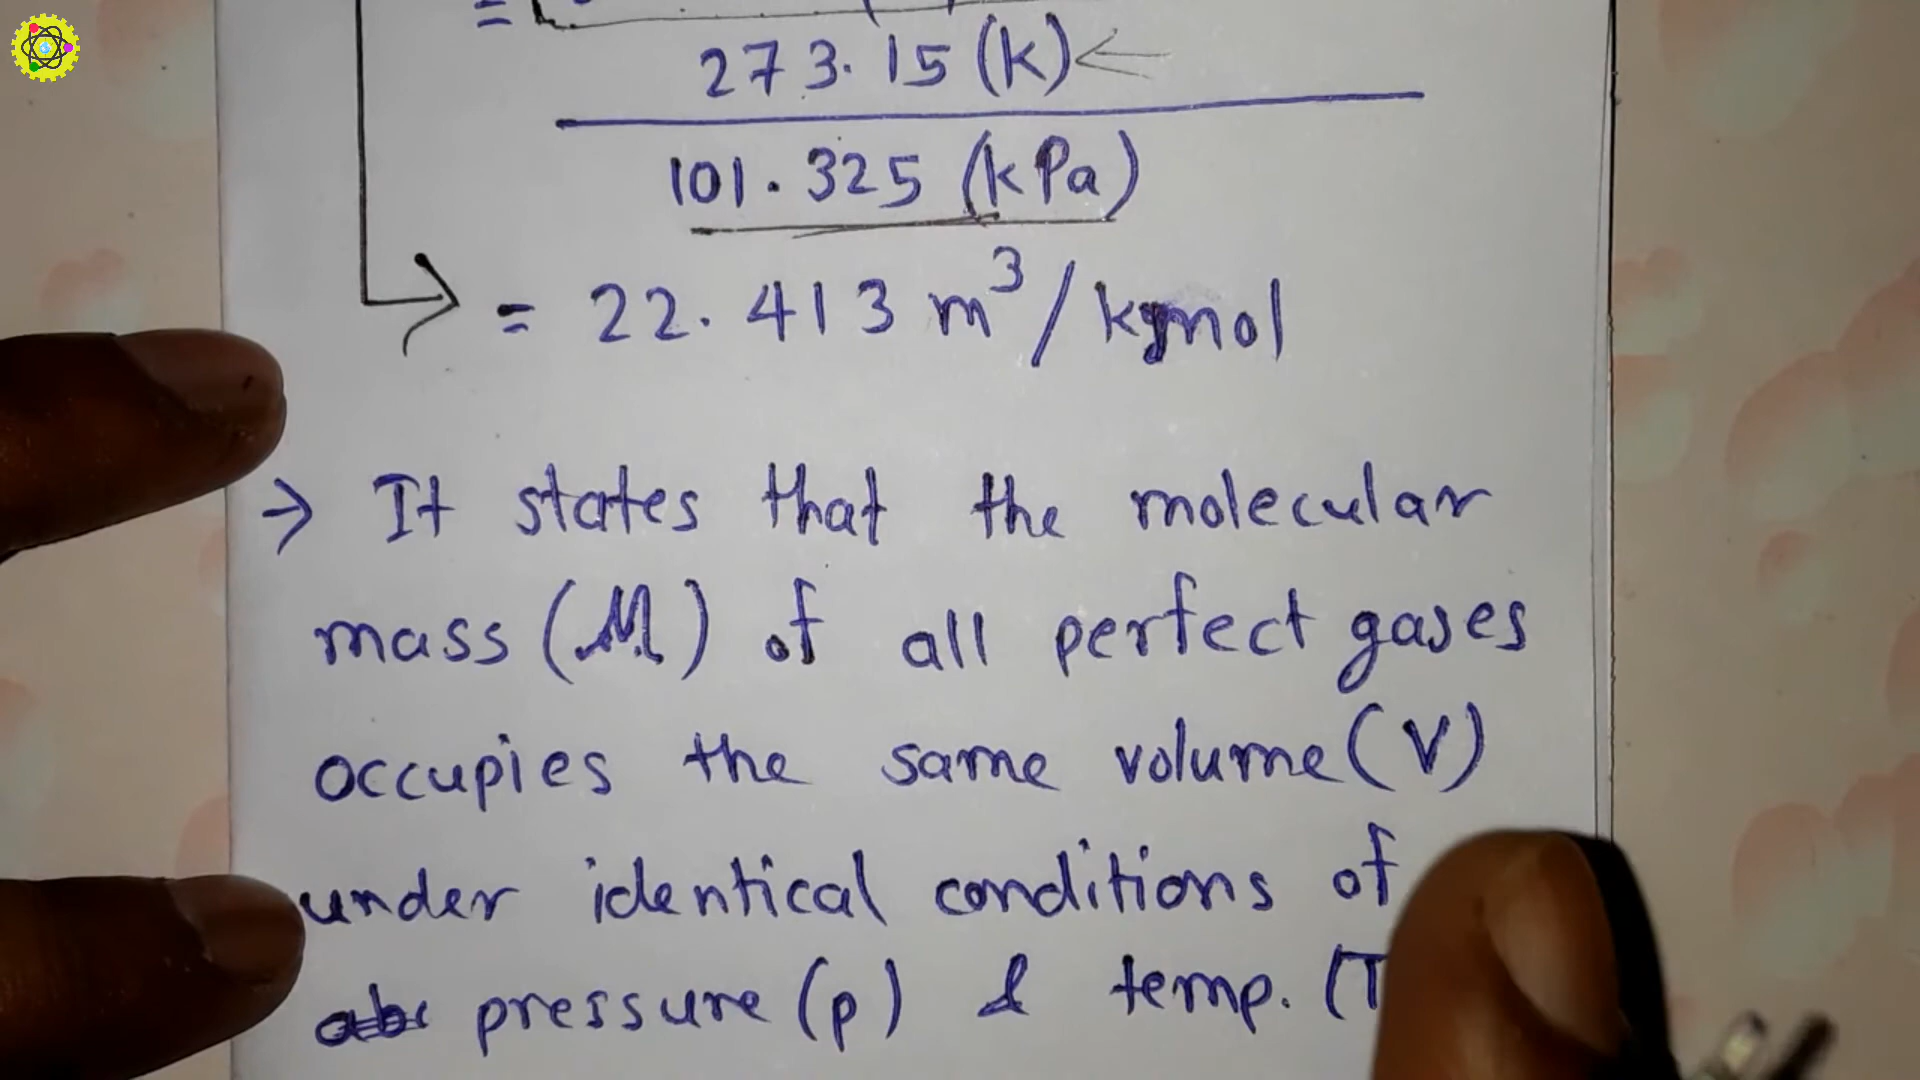 =
273.15 (K) ←
101.325 (kPa)
= 22.413 m³/kgmol
→ It states that the molecular
mass (M) of all perfect gases
occupies the same volume (V)
under identical conditions of
pressure (p) & temp. (T